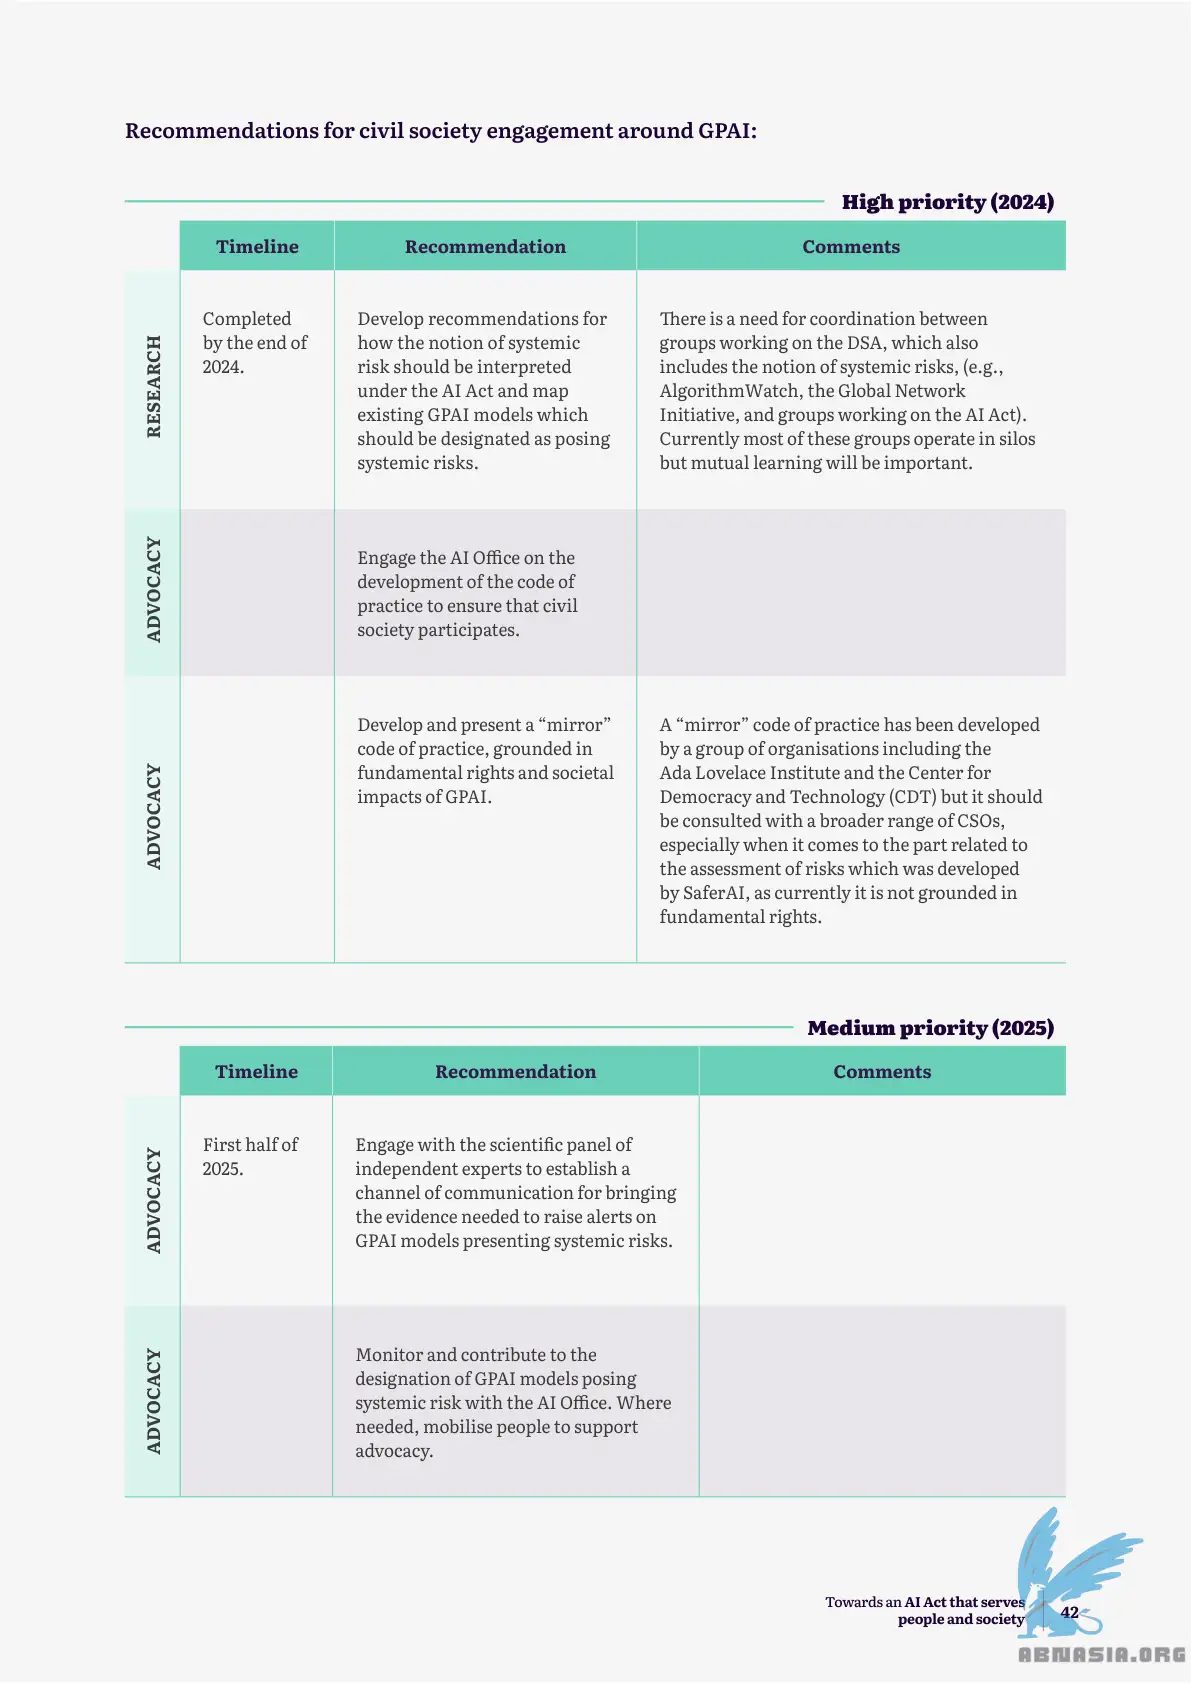 Recommendations for civil society engagement around GPAI:
High priority (2024)
Timeline
Recommendation
Comments
RESEARCH
Completed
by the end of
2024.
Develop recommendations for
how the notion of systemic
risk should be interpreted
under the AI Act and map
existing GPAI models which
should be designated as posing
systemic risks.
There is a need for coordination between
groups working on the DSA, which also
includes the notion of systemic risks, (e.g.,
AlgorithmWatch, the Global Network
Initiative, and groups working on the AI Act).
Currently most of these groups operate in silos
but mutual learning will be important.
ADVOCACY
Engage the AI Office on the
development of the code of
practice to ensure that civil
society participates.
ADVOCACY
Develop and present a “mirror”
code of practice, grounded in
fundamental rights and societal
impacts of GPAI.
A “mirror” code of practice has been developed
by a group of organisations including the
Ada Lovelace Institute and the Center for
Democracy and Technology (CDT) but it should
be consulted with a broader range of CSOs,
especially when it comes to the part related to
the assessment of risks which was developed
by SaferAI, as currently it is not grounded in
fundamental rights.
Medium priority (2025)
Timeline
Recommendation
Comments
ADVOCACY
First half of
2025.
Engage with the scientific panel of
independent experts to establish a
channel of communication for bringing
the evidence needed to raise alerts on
GPAI models presenting systemic risks.
ADVOCACY
Monitor and contribute to the
designation of GPAI models posing
systemic risk with the AI Office. Where
needed, mobilise people to support
advocacy.
Towards an AI Act that serves
people and society
42
ABNASIA.ORG